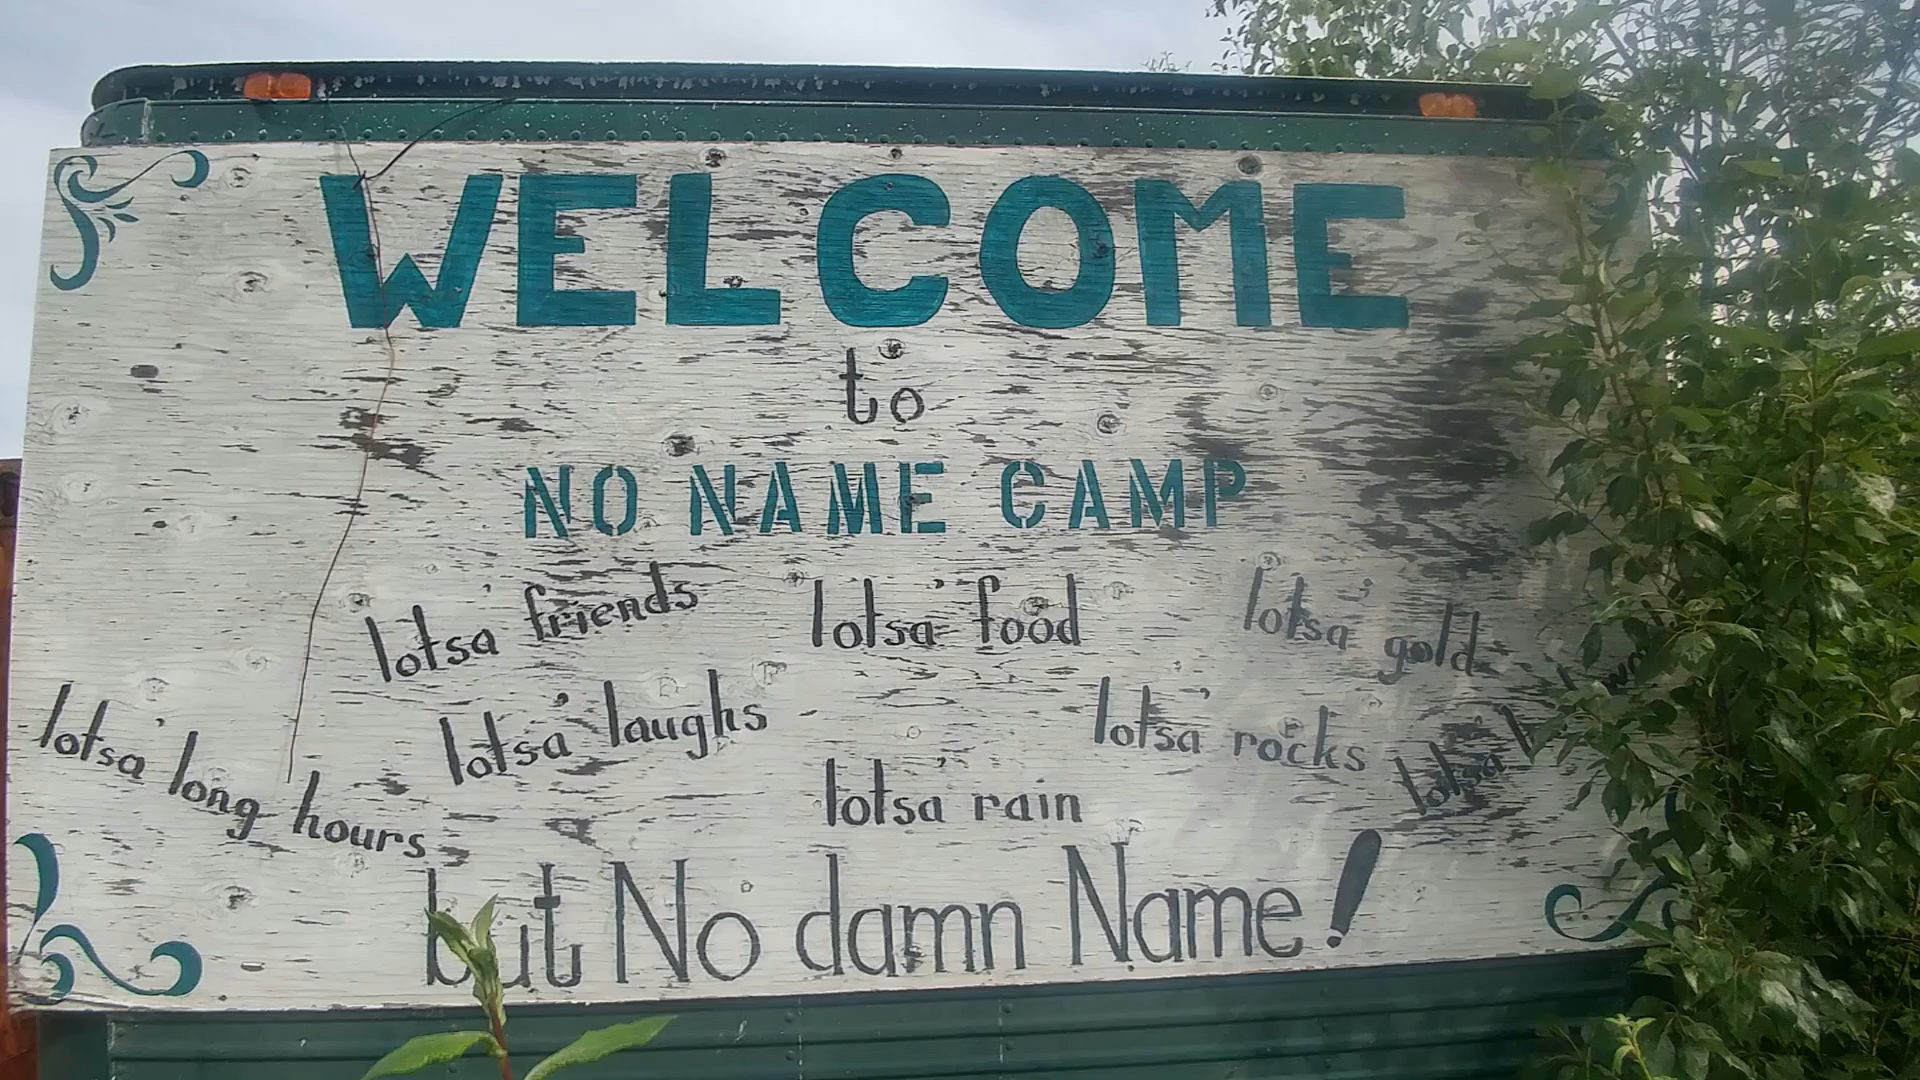 WELCOME
to
NO NAME CAMP
lotsa' friends
lotsa' food
lotsa' gold
lotsa' long hours
lotsa' laughs
lotsa' rocks
lotsa'
lotsa' rain
but No damn Name!